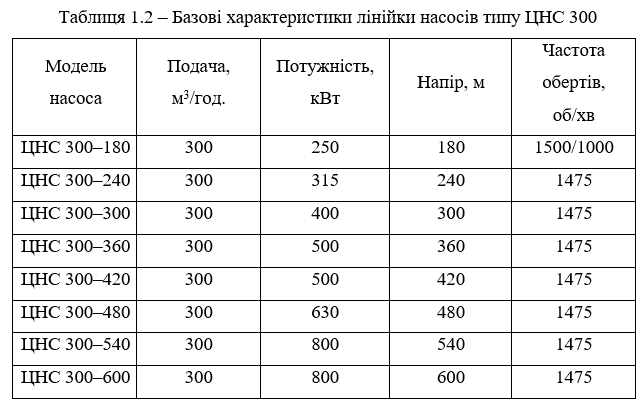 Таблиця 1.2 – Базові характеристики лінійки насосів типу ЦНС 300
Модель насоса | Подача, м³/год. | Потужність, кВт | Напір, м | Частота обертів, об/хв
ЦНС 300–180 | 300 | 250 | 180 | 1500/1000
ЦНС 300–240 | 300 | 315 | 240 | 1475
ЦНС 300–300 | 300 | 400 | 300 | 1475
ЦНС 300–360 | 300 | 500 | 360 | 1475
ЦНС 300–420 | 300 | 500 | 420 | 1475
ЦНС 300–480 | 300 | 630 | 480 | 1475
ЦНС 300–540 | 300 | 800 | 540 | 1475
ЦНС 300–600 | 300 | 800 | 600 | 1475